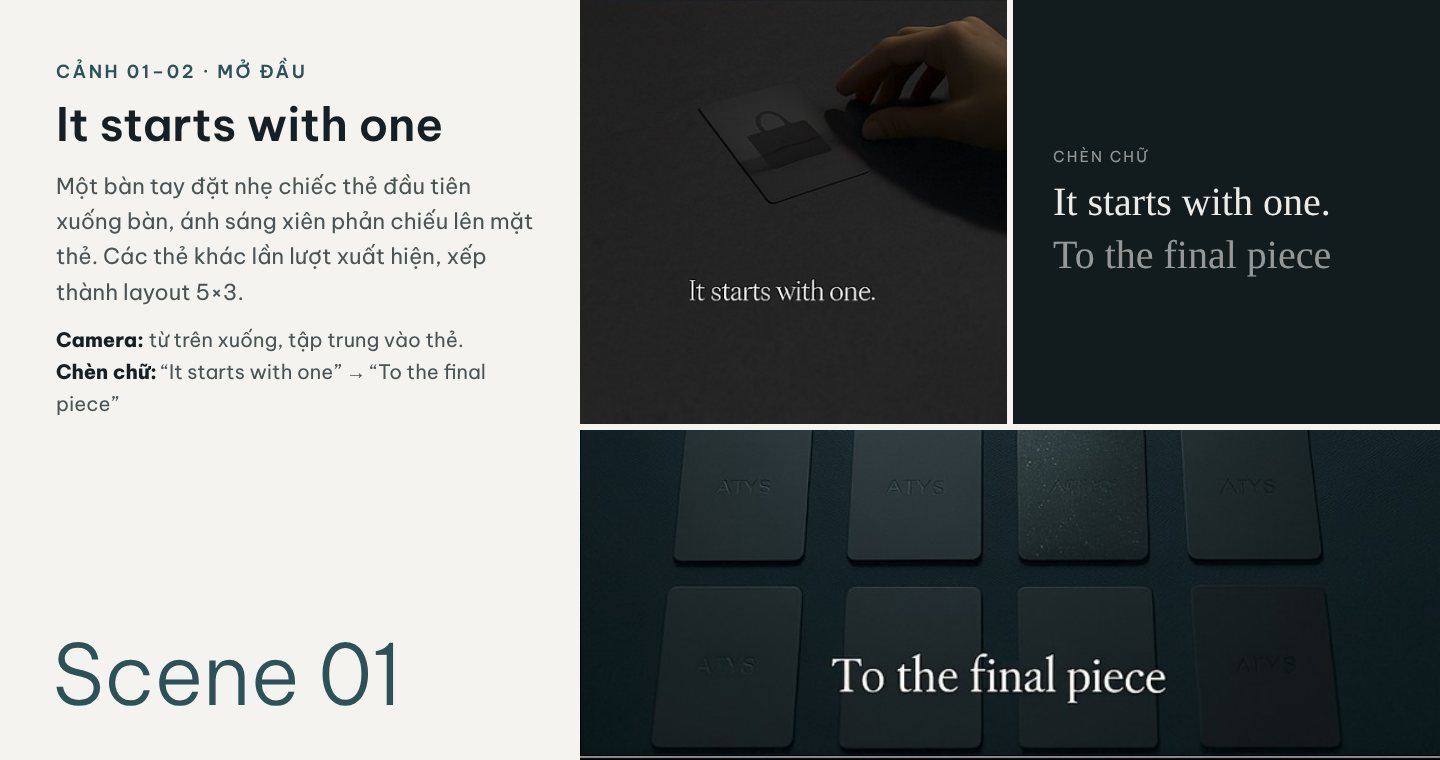 CẢNH 01–02 · MỞ ĐẦU
It starts with one
Một bàn tay đặt nhẹ chiếc thẻ đầu tiên
xuống bàn, ánh sáng xiên phản chiếu lên mặt
thẻ. Các thẻ khác lần lượt xuất hiện, xếp
thành layout 5×3.
Camera: từ trên xuống, tập trung vào thẻ.
Chèn chữ: “It starts with one” → “To the final
piece”
Scene 01
It starts with one.
CHÈN CHỮ
It starts with one.
To the final piece
ATYS
ATYS
ATYS
ATYS
ATYS
To the final piece